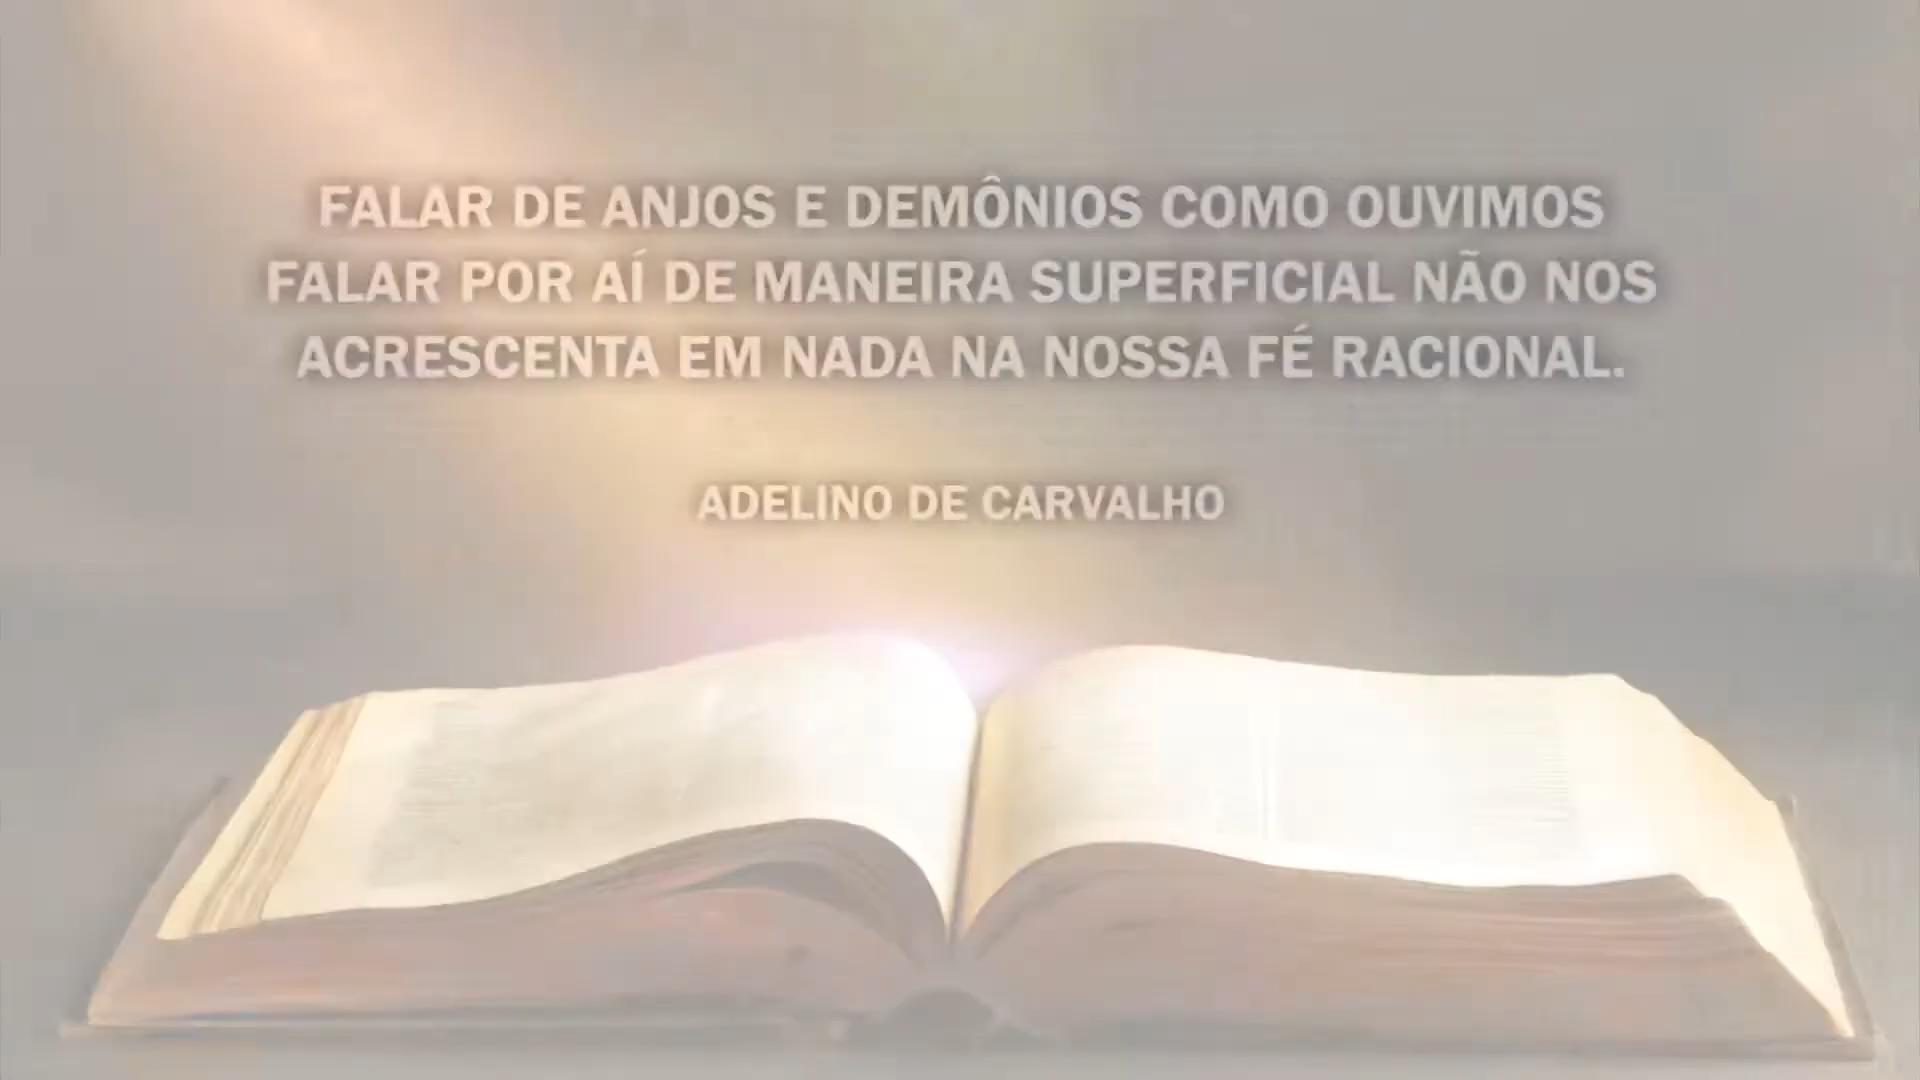 FALAR DE ANJOS E DEMÔNIOS COMO OUVIMOS
FALAR POR AÍ DE MANEIRA SUPERFICIAL NÃO NOS
ACRESCENTA EM NADA NA NOSSA FÉ RACIONAL.
ADELINO DE CARVALHO